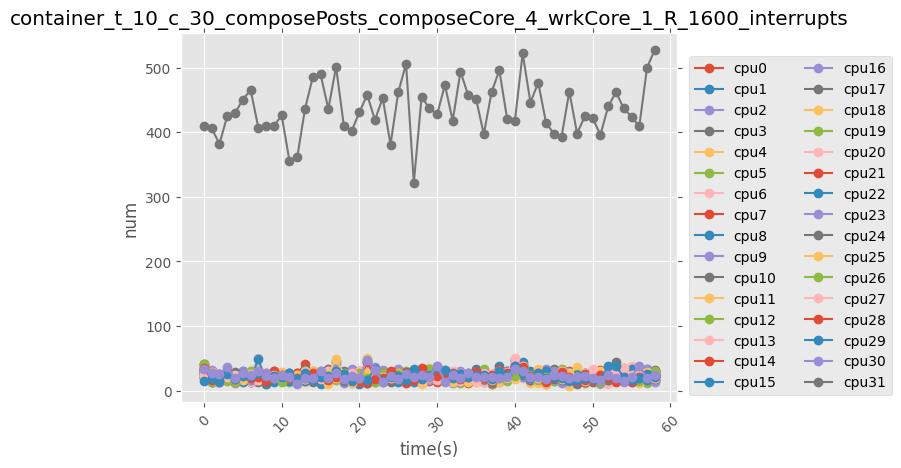 container_t_10_c_30_composePosts_composeCore_4_wrkCore_1_R_1600_interrupts
500
400
300
200
100
0
num
0 10 20 30 40 50 60
time(s)
cpu0 cpu16
cpu1 cpu17
cpu2 cpu18
cpu3 cpu19
cpu4 cpu20
cpu5 cpu21
cpu6 cpu22
cpu7 cpu23
cpu8 cpu24
cpu9 cpu25
cpu10 cpu26
cpu11 cpu27
cpu12 cpu28
cpu13 cpu29
cpu14 cpu30
cpu15 cpu31